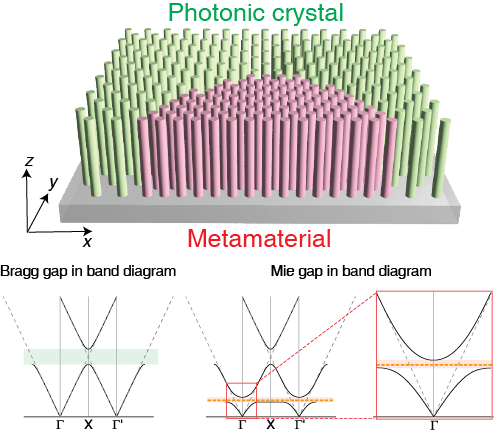 Photonic crystal
z
y
x
Metamaterial
Bragg gap in band diagram
Mie gap in band diagram
Γ X Γ'
Γ X Γ'
Γ